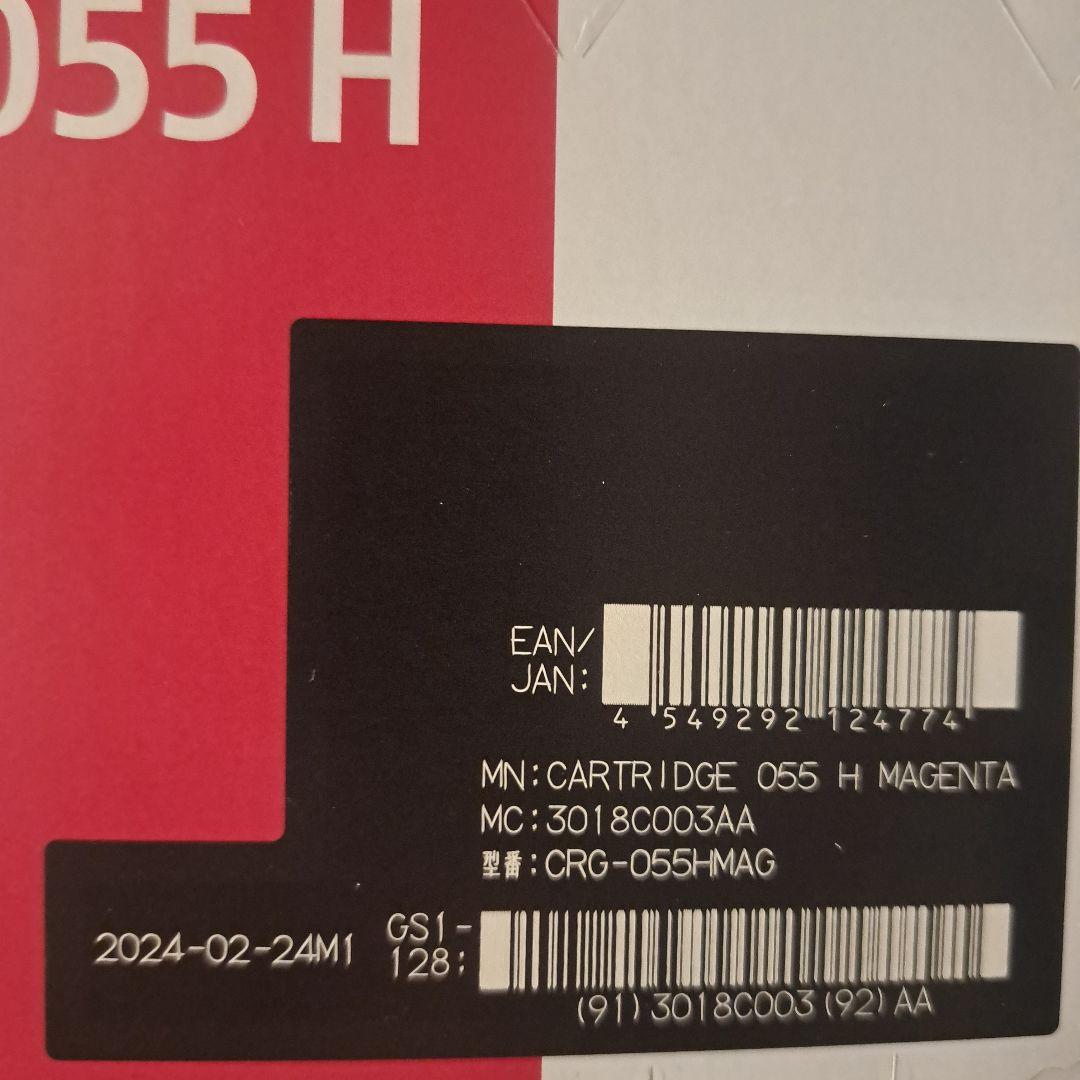 055 H
EAN/
JAN:
4 549292 124774
MN:CARTRIDGE 055 H MAGENTA
MC:3018C003AA
型番:CRG-055HMAG
2024-02-24M1
GS1-
128:
(91)3018C003(92)AA